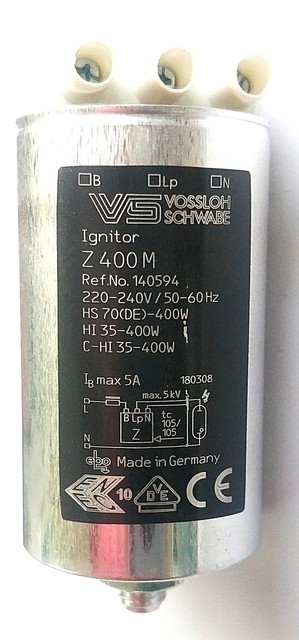 B Lp N
VS VOSSLOH
SCHWABE
Ignitor
Z 400 M
Ref.No. 140594
220-240V / 50-60 Hz
HS 70(DE)-400W
HI 35-400W
C-HI 35-400W
IB max 5A 180308
max. 5 kV
L B Lp N tc
105/
Z 105
N
Made in Germany
10 VDE CE